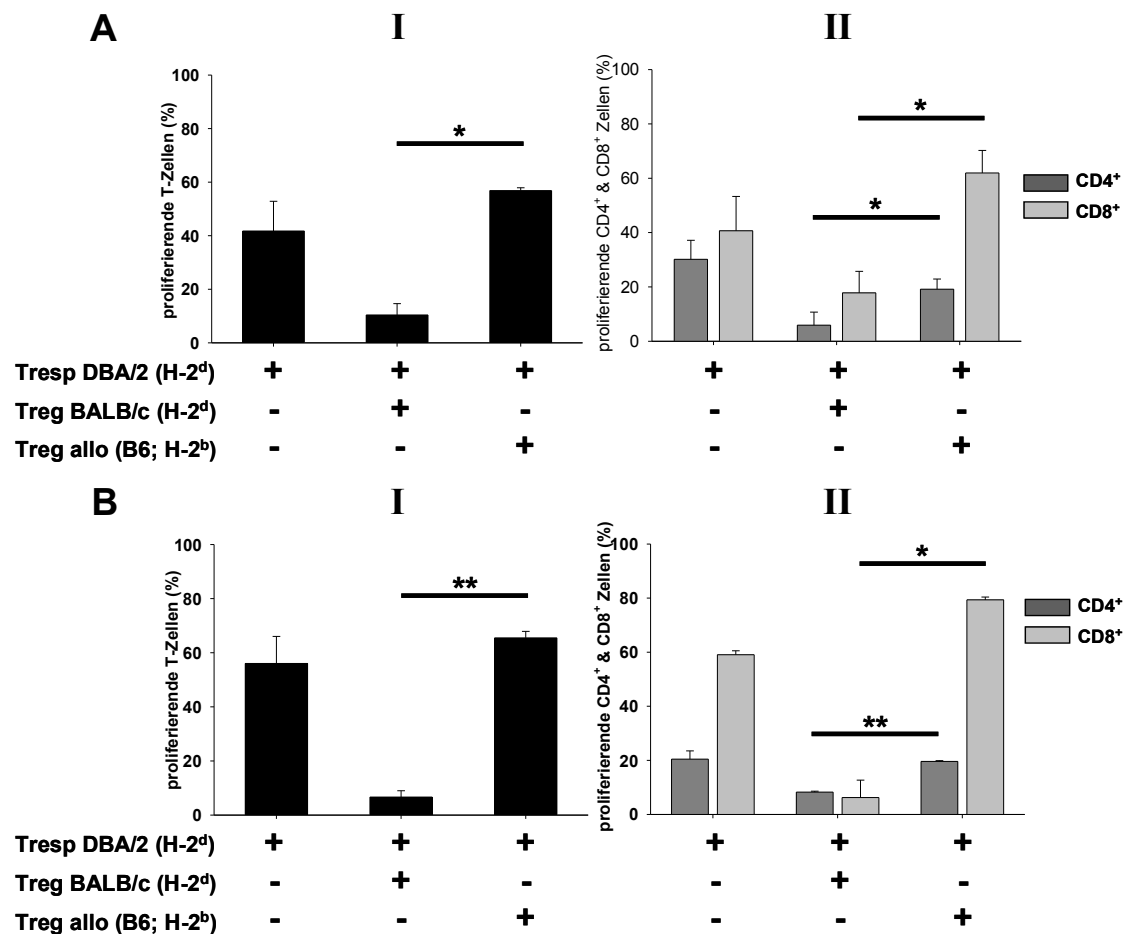 A I II
proliferierende T-Zellen (%)
100
80
60
40
20
0
*
proliferierende CD4⁺ & CD8⁺ Zellen (%)
100
80
60
40
20
0
*
*
CD4⁺
CD8⁺
Tresp DBA/2 (H-2ᵈ) + + + + + +
Treg BALB/c (H-2ᵈ) - + - - + -
Treg allo (B6; H-2ᵇ) - - + - - +
B I II
proliferierende T-Zellen (%)
100
80
60
40
20
0
**
proliferierende CD4⁺ & CD8⁺ Zellen (%)
100
80
60
40
20
0
*
**
CD4⁺
CD8⁺
Tresp DBA/2 (H-2ᵈ) + + + + + +
Treg BALB/c (H-2ᵈ) - + - - + -
Treg allo (B6; H-2ᵇ) - - + - - +